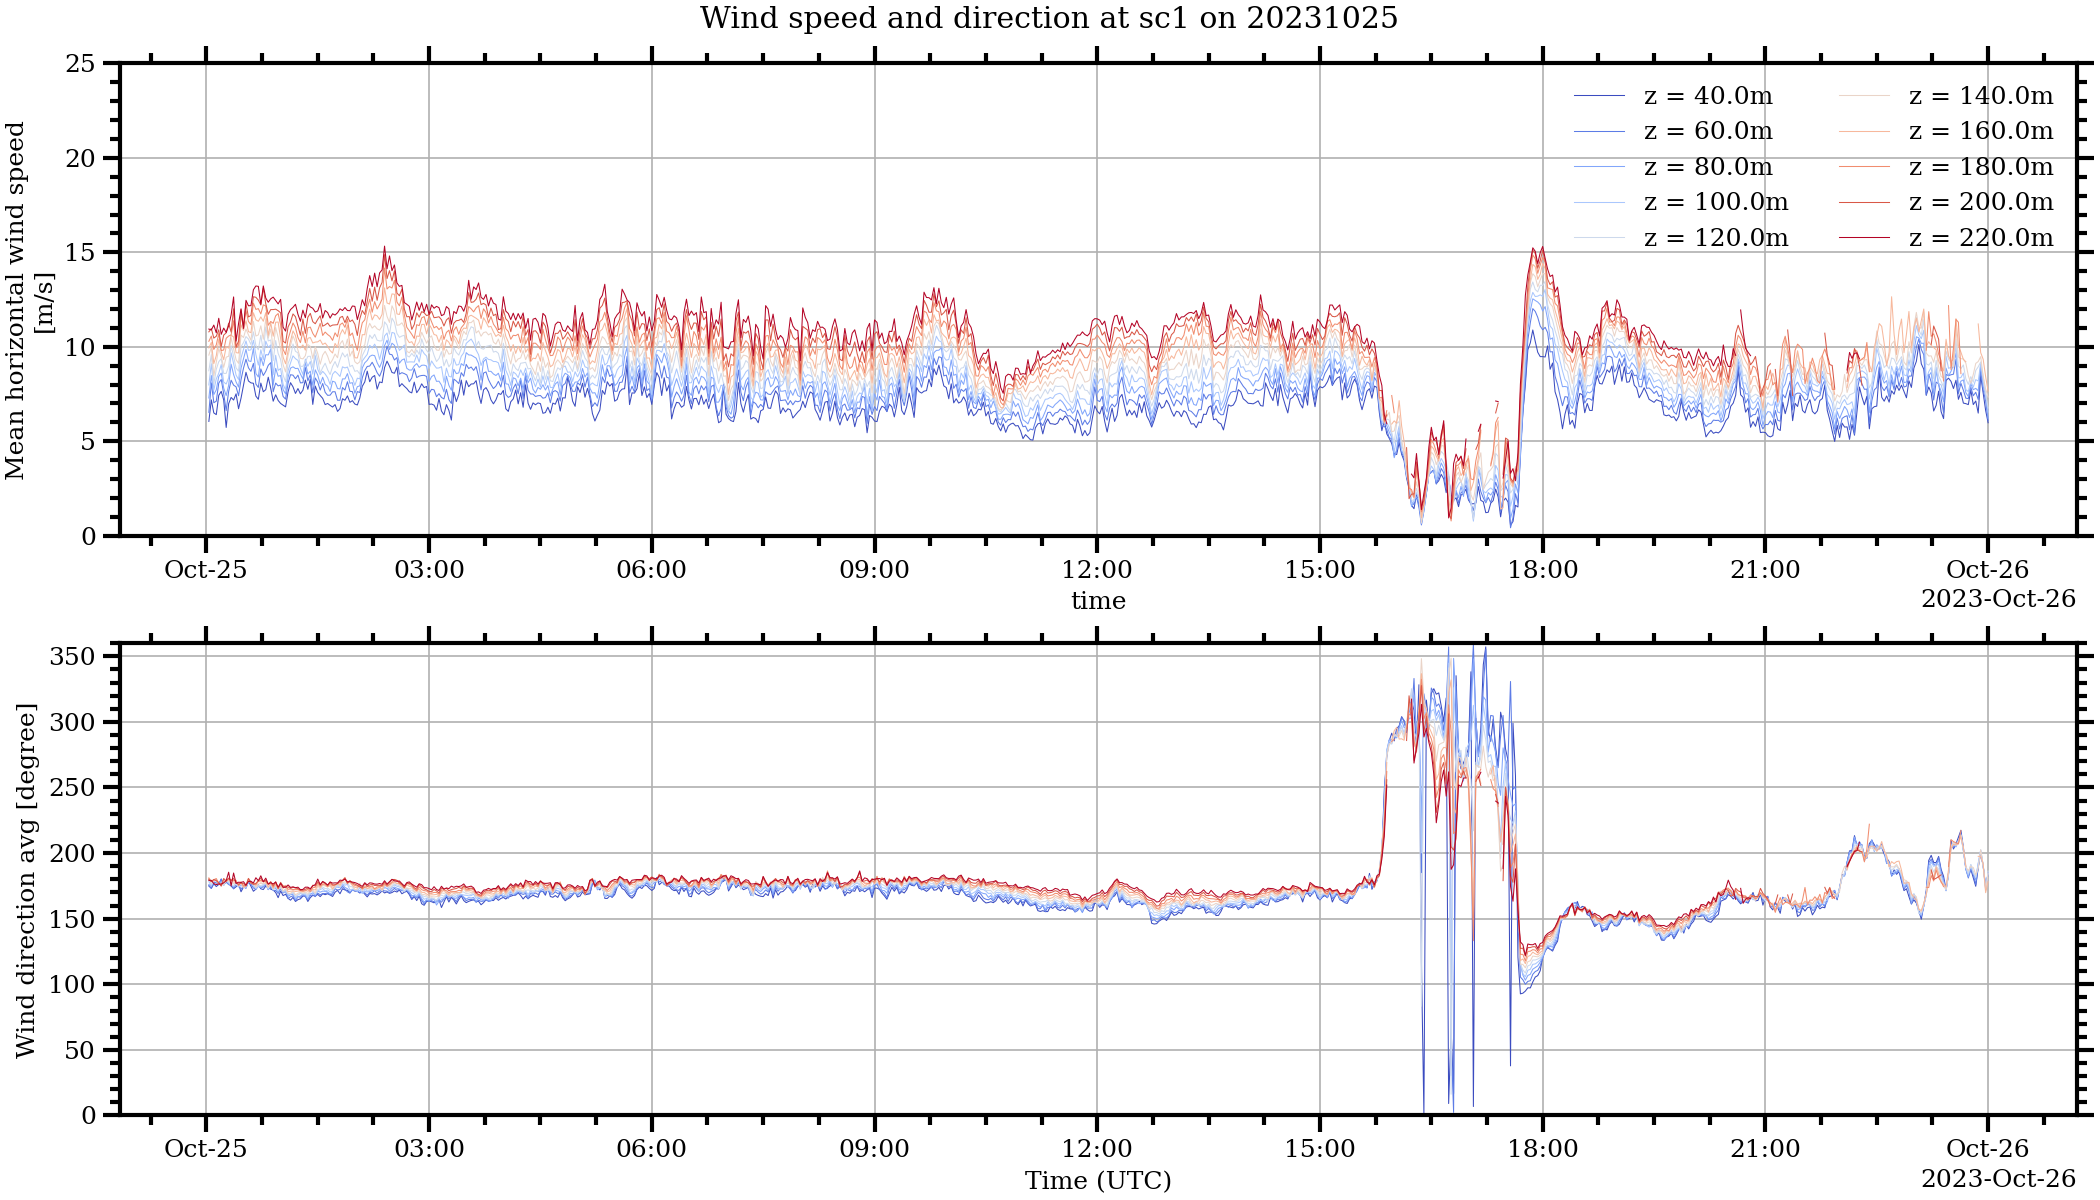 Wind speed and direction at sc1 on 20231025
Mean horizontal wind speed
[m/s]
25
20
15
10
5
0
z = 40.0m
z = 60.0m
z = 80.0m
z = 100.0m
z = 120.0m
z = 140.0m
z = 160.0m
z = 180.0m
z = 200.0m
z = 220.0m
Oct-25 03:00 06:00 09:00 12:00 15:00 18:00 21:00 Oct-26
time
2023-Oct-26
Wind direction avg [degree]
350
300
250
200
150
100
50
0
Oct-25 03:00 06:00 09:00 12:00 15:00 18:00 21:00 Oct-26
Time (UTC)
2023-Oct-26